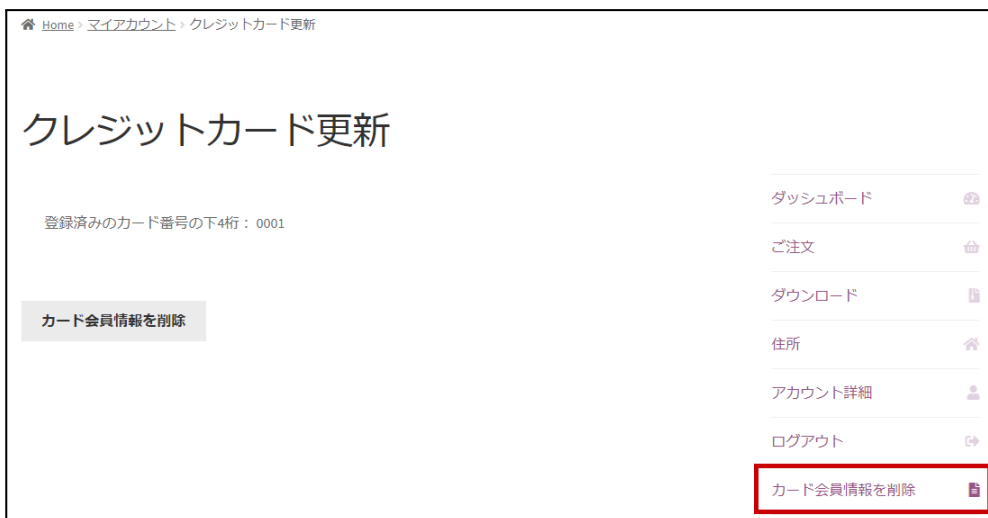 Home › マイアカウント › クレジットカード更新
クレジットカード更新
登録済みのカード番号の下4桁： 0001
カード会員情報を削除
ダッシュボード
ご注文
ダウンロード
住所
アカウント詳細
ログアウト
カード会員情報を削除